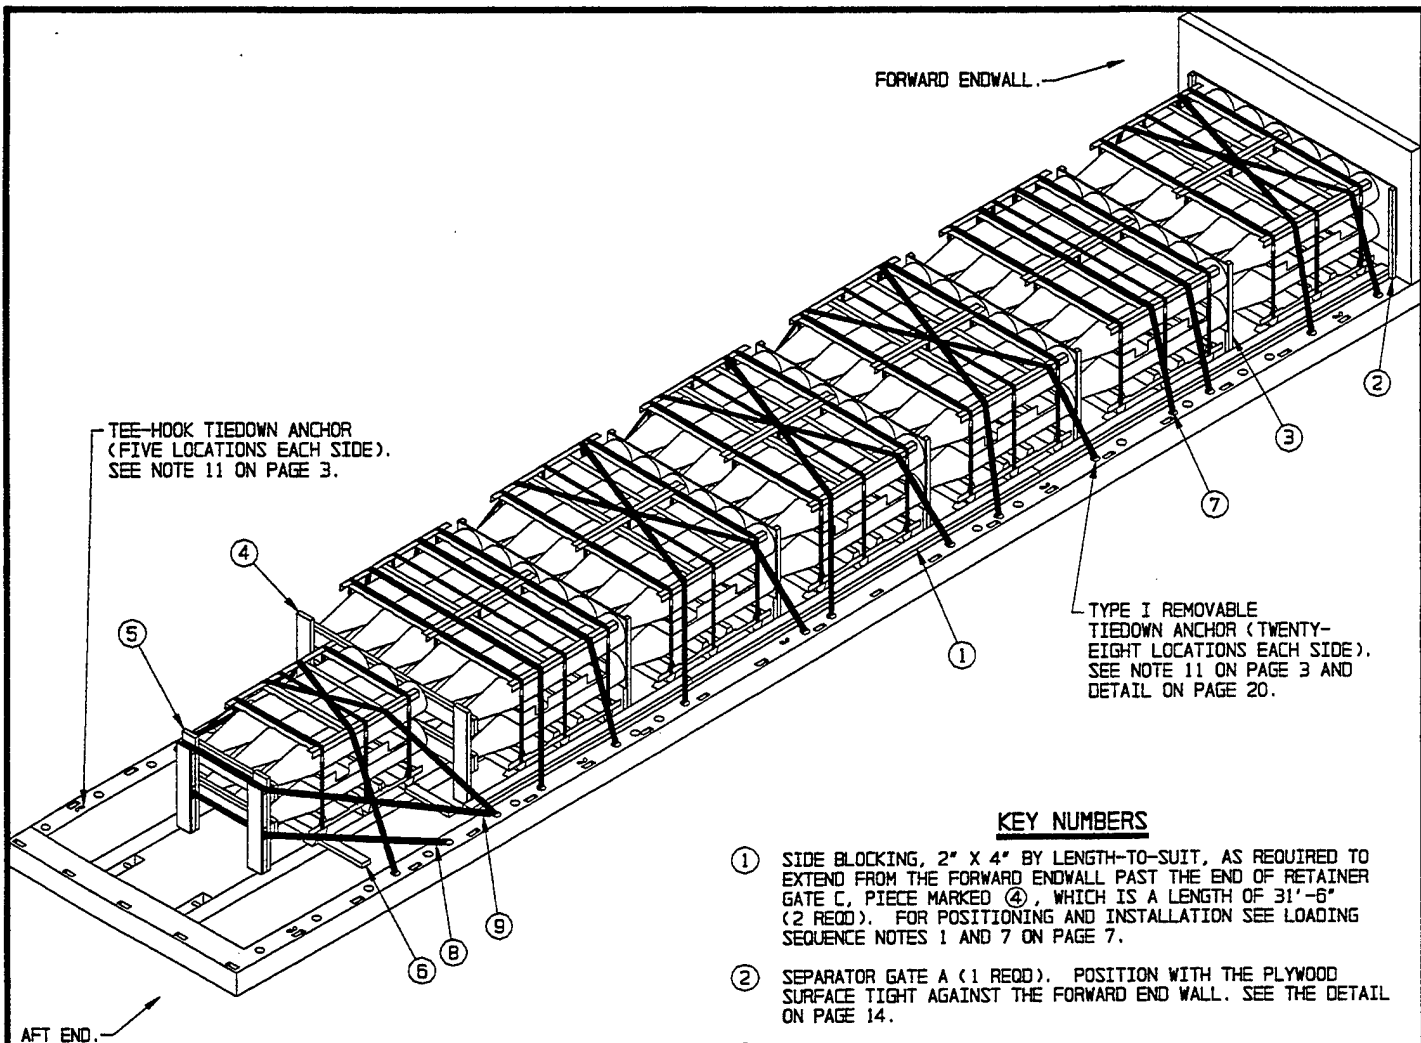 FORWARD ENDWALL.
2
3
7
TEE-HOOK TIEDOWN ANCHOR
(FIVE LOCATIONS EACH SIDE).
SEE NOTE 11 ON PAGE 3.
4
5
1
TYPE I REMOVABLE
TIEDOWN ANCHOR (TWENTY-
EIGHT LOCATIONS EACH SIDE).
SEE NOTE 11 ON PAGE 3 AND
DETAIL ON PAGE 20.
9
8
6
AFT END.
KEY NUMBERS
1 SIDE BLOCKING, 2" X 4" BY LENGTH-TO-SUIT, AS REQUIRED TO
EXTEND FROM THE FORWARD ENDWALL PAST THE END OF RETAINER
GATE C, PIECE MARKED 4, WHICH IS A LENGTH OF 31'-6"
(2 REQD). FOR POSITIONING AND INSTALLATION SEE LOADING
SEQUENCE NOTES 1 AND 7 ON PAGE 7.
2 SEPARATOR GATE A (1 REQD). POSITION WITH THE PLYWOOD
SURFACE TIGHT AGAINST THE FORWARD END WALL. SEE THE DETAIL
ON PAGE 14.